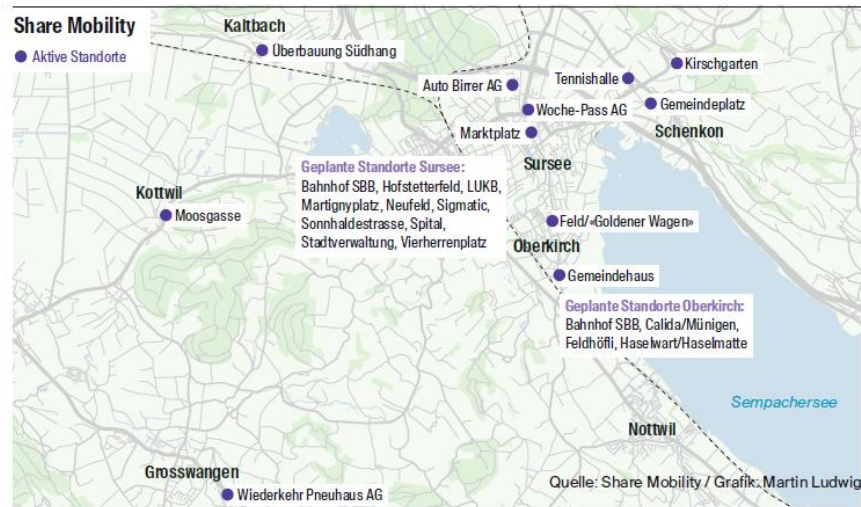 Share Mobility
Aktive Standorte
Kaltbach
Überbauung Südhang
Auto Birrer AG
Tennishalle
Kirschgarten
Woche-Pass AG
Gemeindeplatz
Marktplatz
Schenkon
Sursee
Geplante Standorte Sursee:
Bahnhof SBB, Hofstetterfeld, LUKB,
Martignyplatz, Neufeld, Sigmatic,
Sonnhaldestrasse, Spital,
Stadtverwaltung, Vierherrenplatz
Kottwil
Moosgasse
Feld/«Goldener Wagen»
Oberkirch
Gemeindehaus
Geplante Standorte Oberkirch:
Bahnhof SBB, Calida/Münigen,
Feldhöfli, Haselwart/Haselmatte
Sempachersee
Nottwil
Grosswangen
Wiederkehr Pneuhaus AG
Quelle: Share Mobility / Grafik: Martin Ludwig